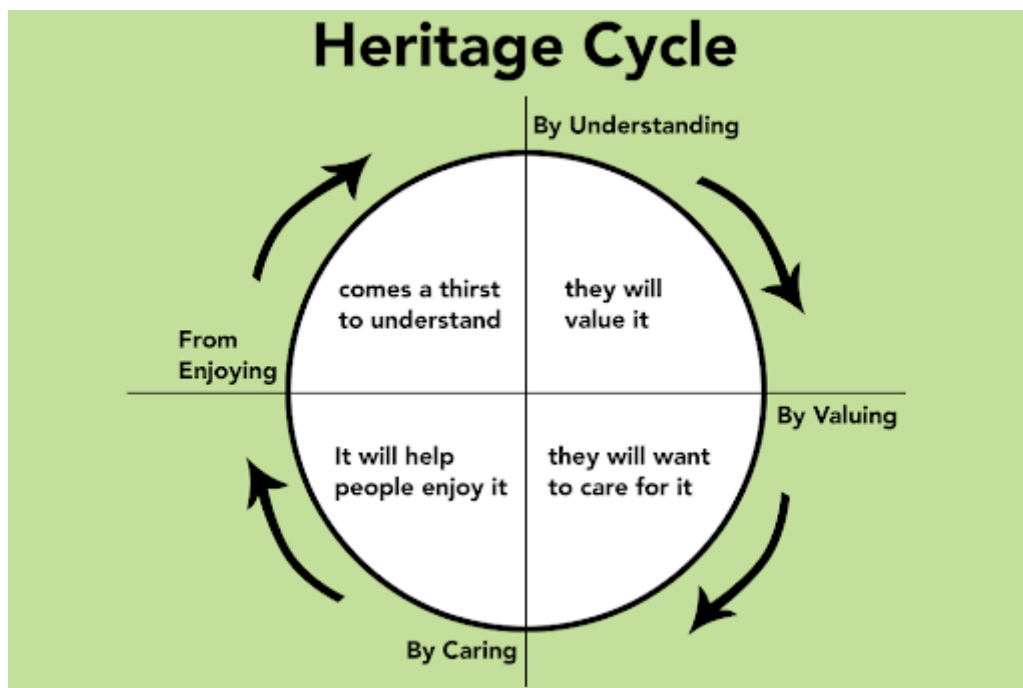 Heritage Cycle
By Understanding
they will
value it
By Valuing
they will want
to care for it
By Caring
It will help
people enjoy it
From
Enjoying
comes a thirst
to understand